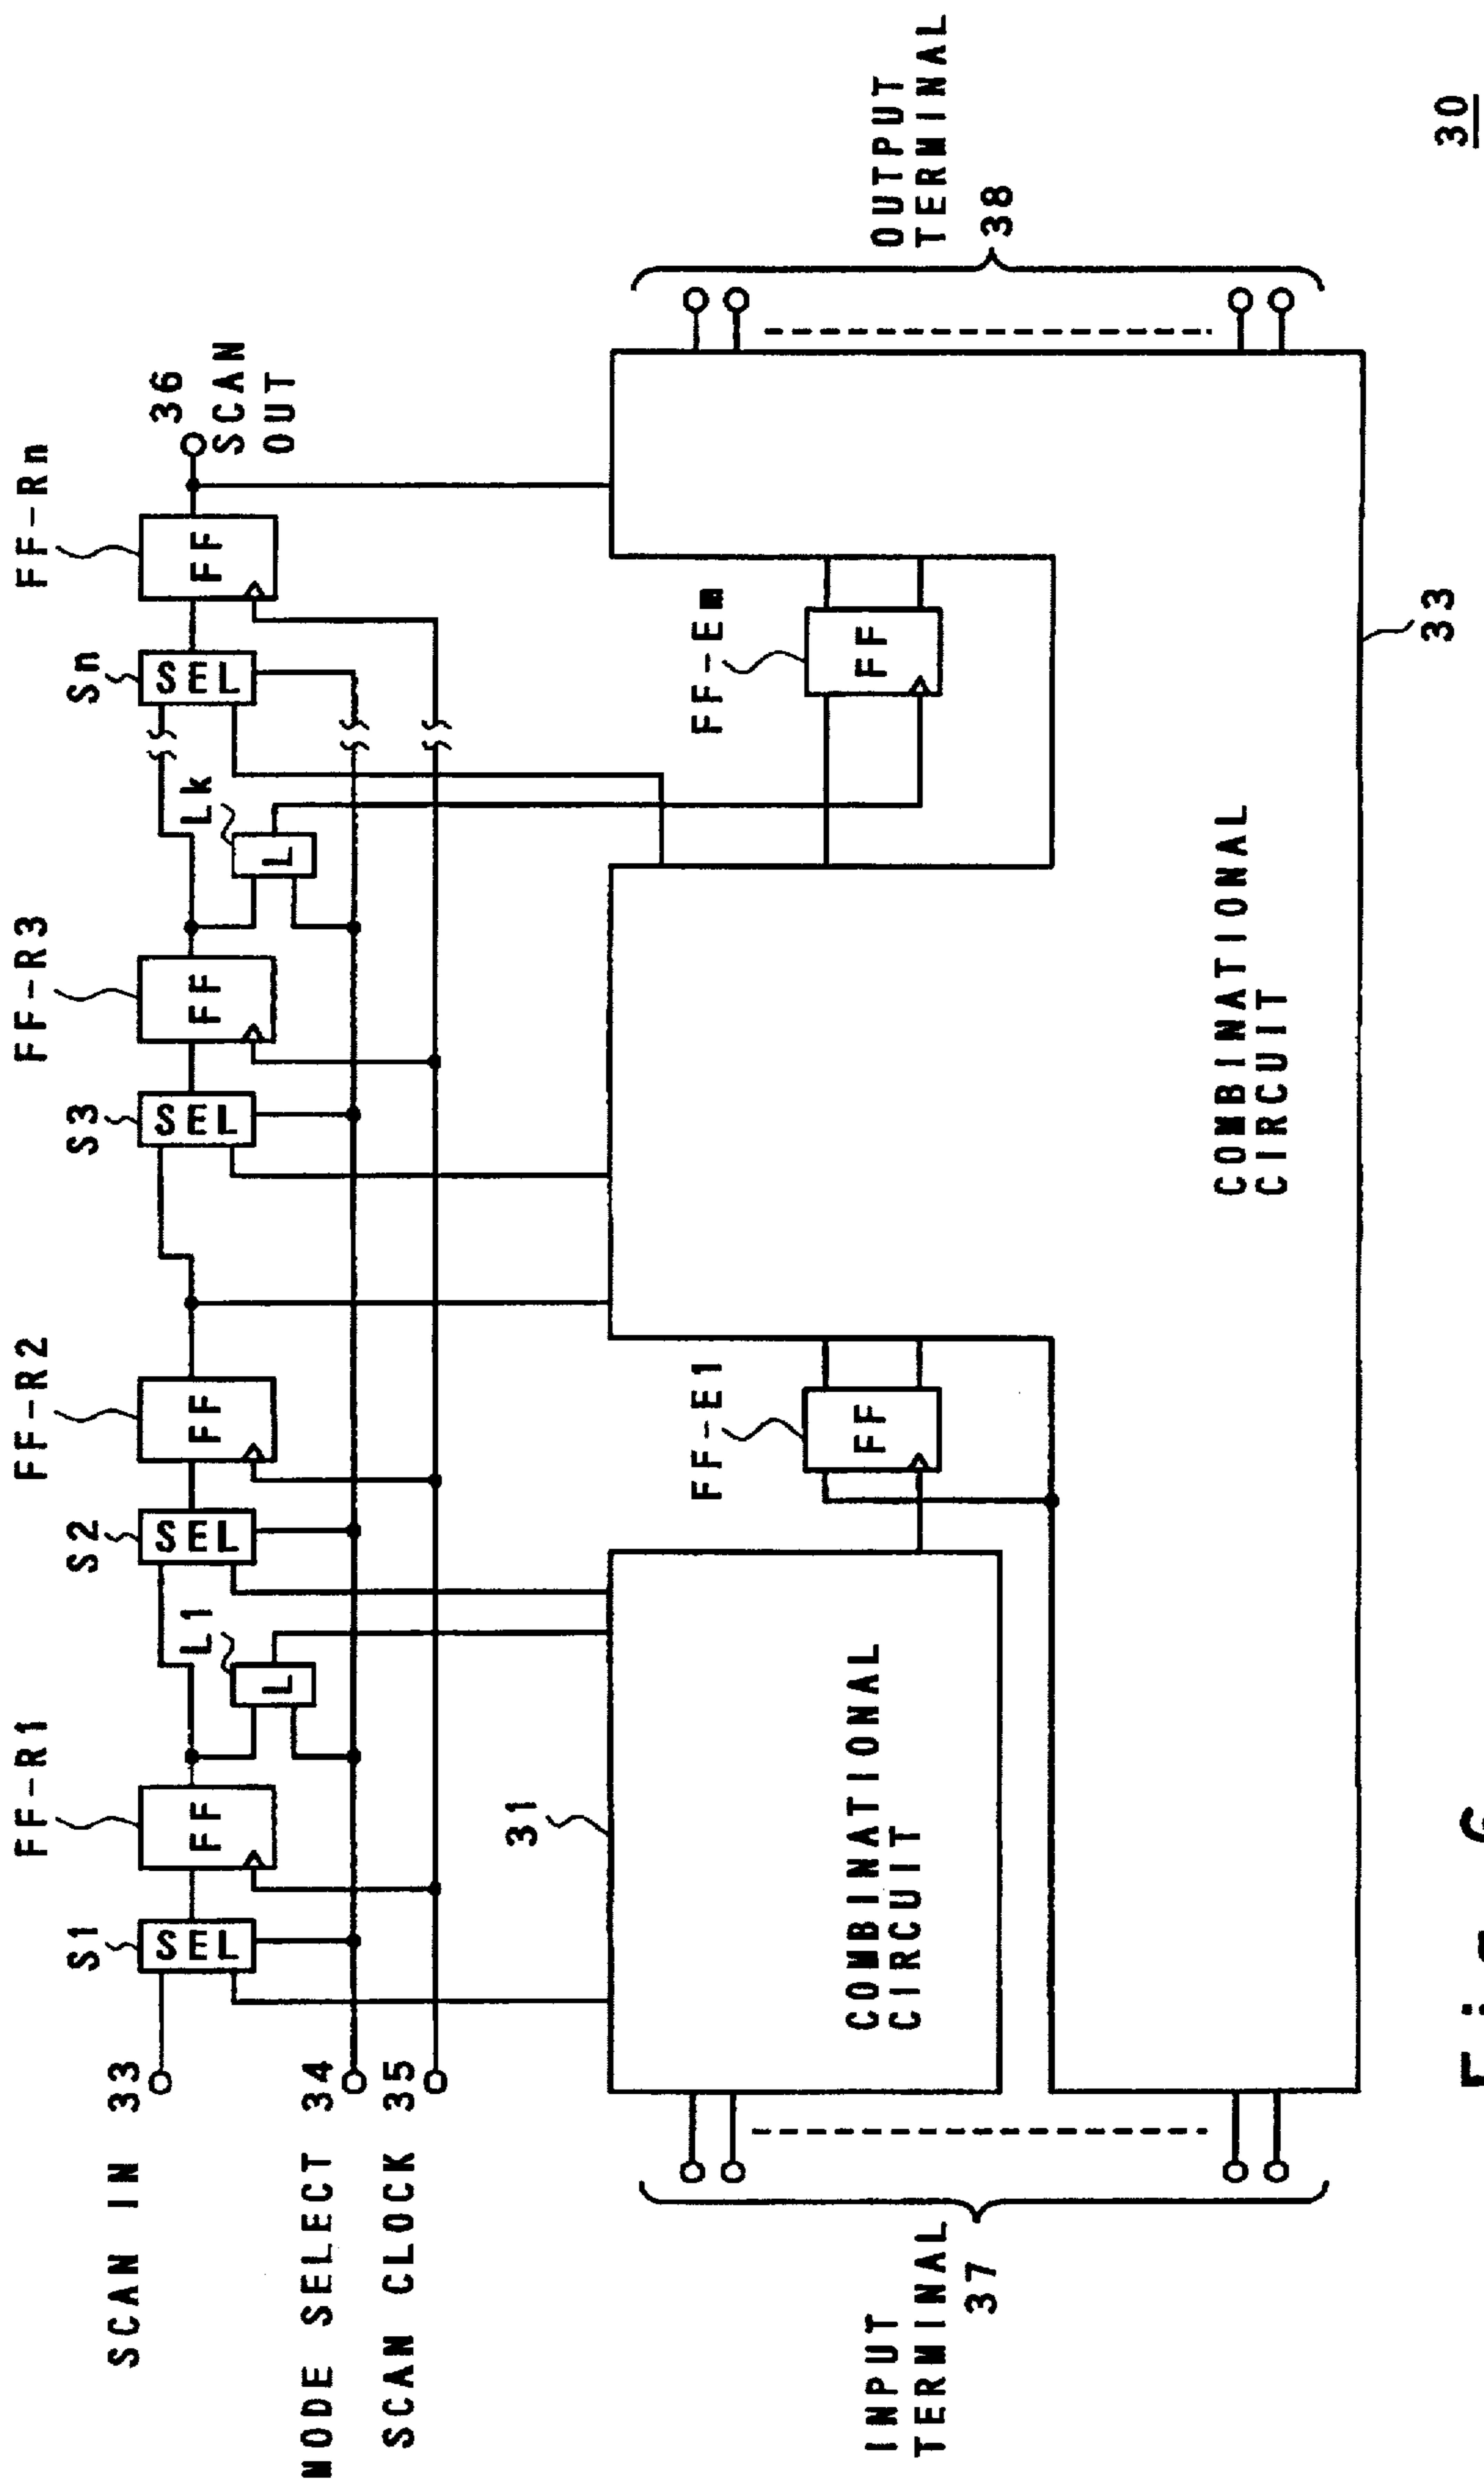 FF-R1
FF-R2
FF-R3
FF-Rn
S1
S2
S3
Sn
SCAN IN 33
SEL
FF
L1
SEL
FF
SEL
FF
Lk
SEL
FF
36
SCAN
OUT
L
L
MODE SELECT 34
SCAN CLOCK 35
31
FF-E1
FF-Em
FF
FF
INPUT
TERMINAL
37
COMBINATIONAL
CIRCUIT
OUTPUT
TERMINAL
38
COMBINATIONAL
CIRCUIT
33
30